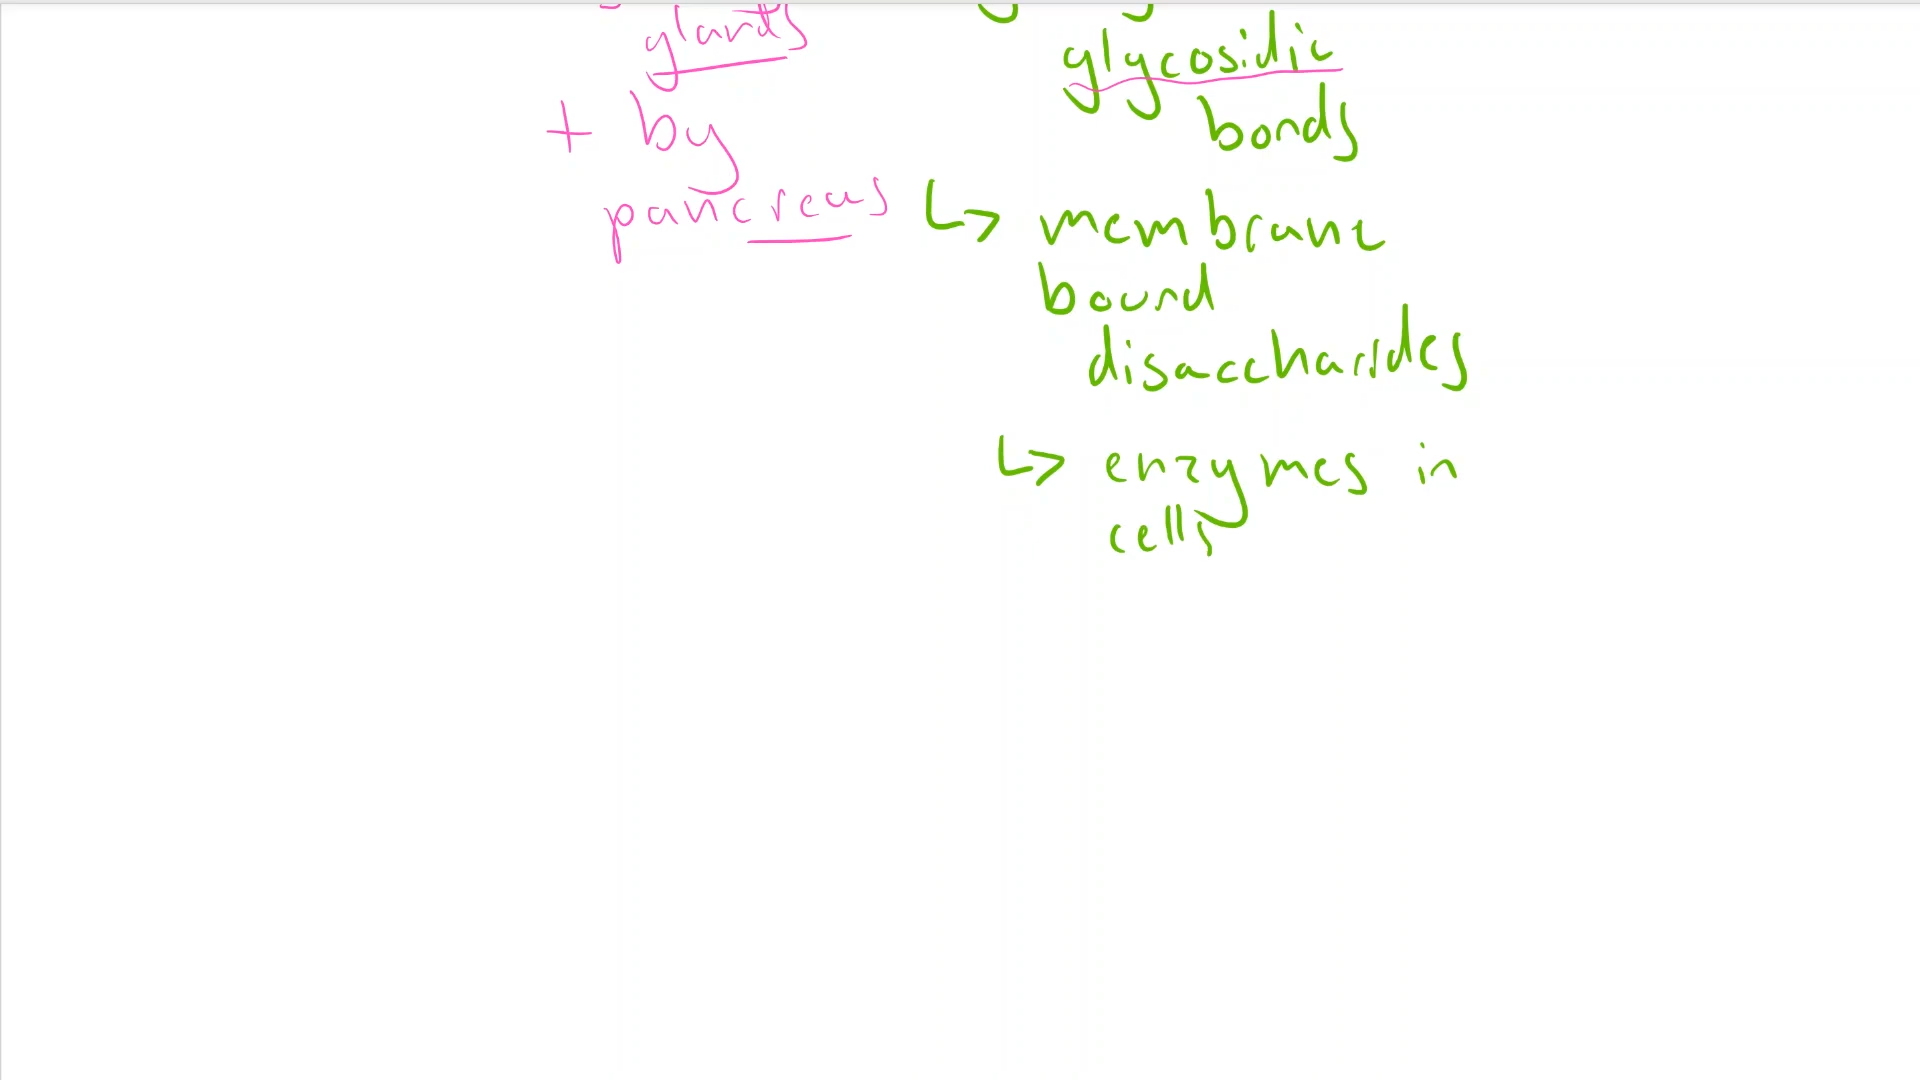 glands
+ by
pancreas
glycosidic
bonds
↳ membrane
bound
disaccharides
↳ enzymes in
cells